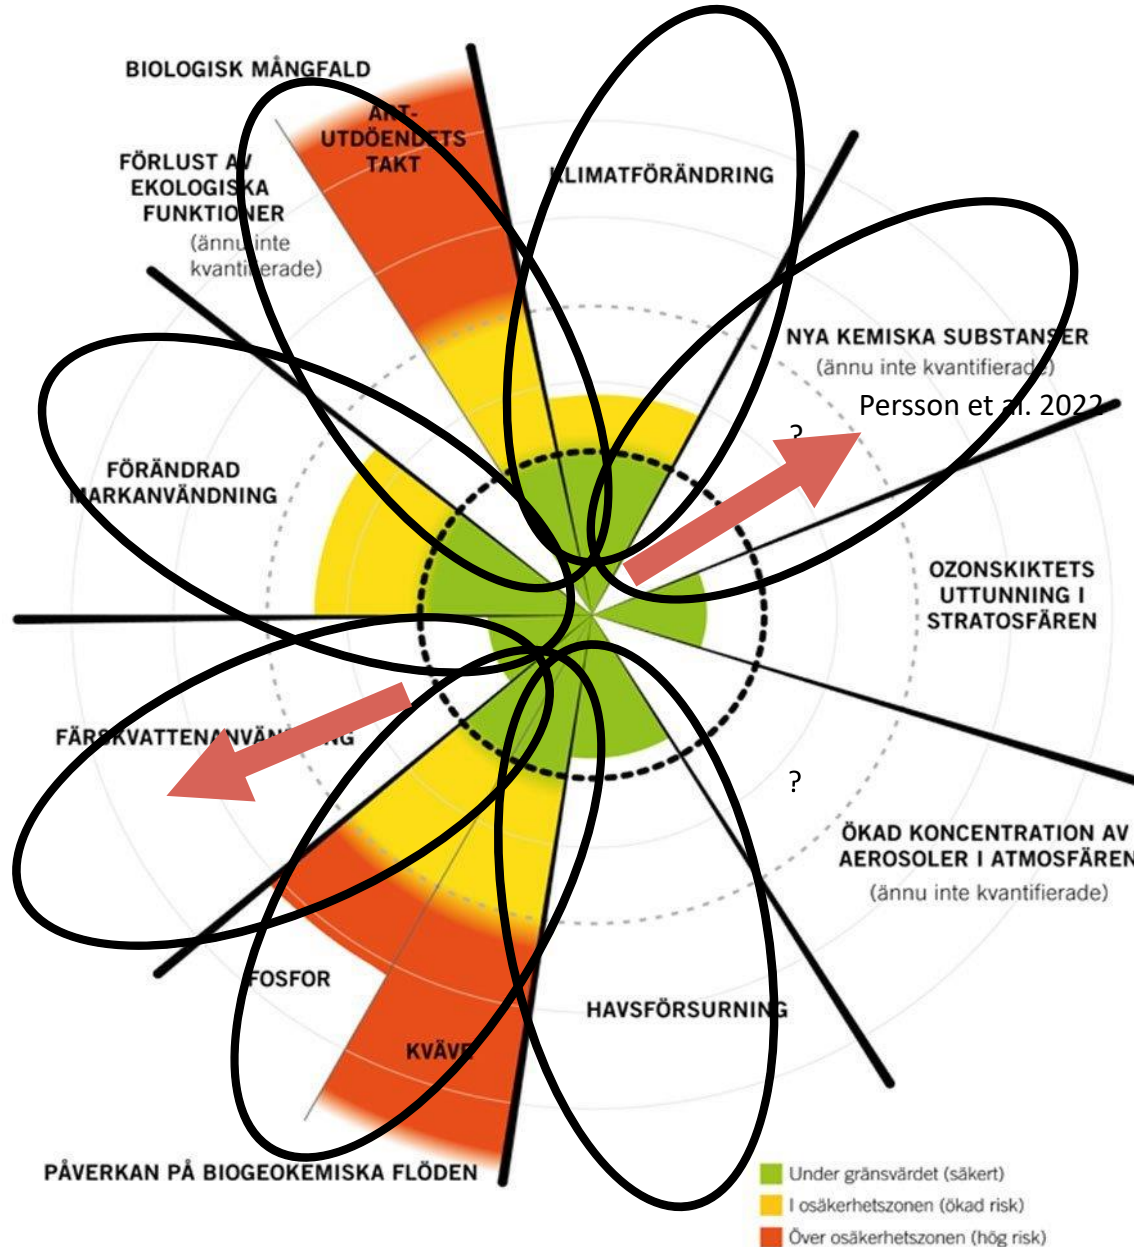 BIOLOGISK MÅNGFALD
ART-
UTDÖENDETS
TAKT
FÖRLUST AV
EKOLOGISKA
FUNKTIONER
(ännu inte
kvantifierade)
KLIMATFÖRÄNDRING
NYA KEMISKA SUBSTANSER
(ännu inte kvantifierade)
Persson et al. 2022
?
FÖRÄNDRAD
MARKANVÄNDNING
OZONSKIKTETS
UTTUNNING I
STRATOSFÄREN
FÄRSKVATTENANVÄNDNING
?
ÖKAD KONCENTRATION AV
AEROSOLER I ATMOSFÄREN
(ännu inte kvantifierade)
FOSFOR
HAVSFÖRSURNING
KVÄVE
PÅVERKAN PÅ BIOGEOKEMISKA FLÖDEN
Under gränsvärdet (säkert)
I osäkerhetszonen (ökad risk)
Över osäkerhetszonen (hög risk)